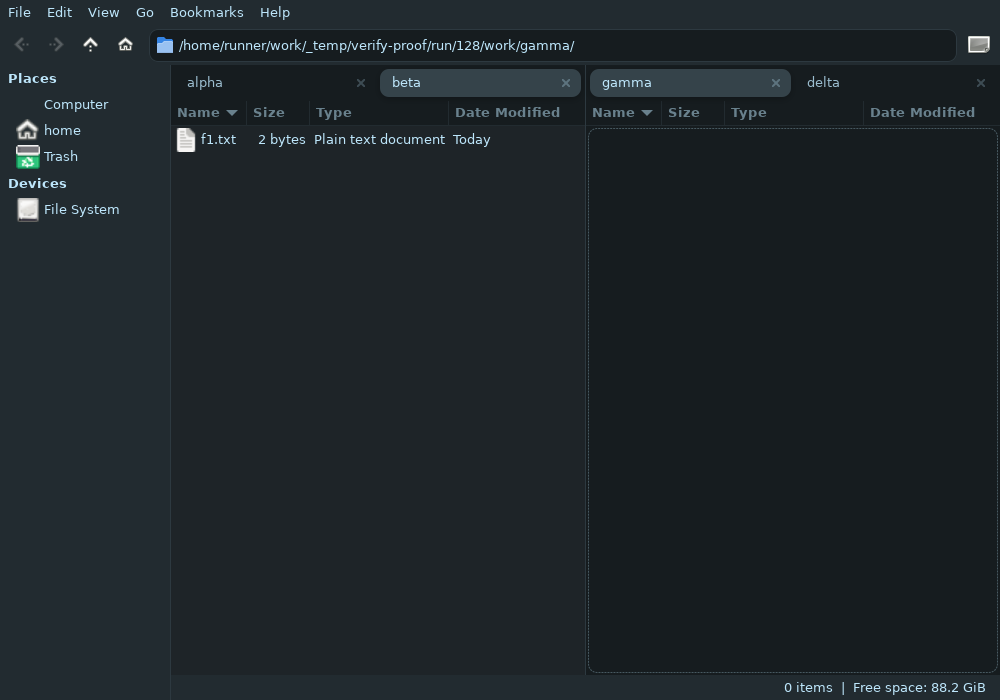 File Edit View Go Bookmarks Help
/home/runner/work/_temp/verify-proof/run/128/work/gamma/
Places
Computer
home
Trash
Devices
File System
alpha beta
Name Size Type Date Modified
f1.txt 2 bytes Plain text document Today
gamma delta
Name Size Type Date Modified
0 items | Free space: 88.2 GiB